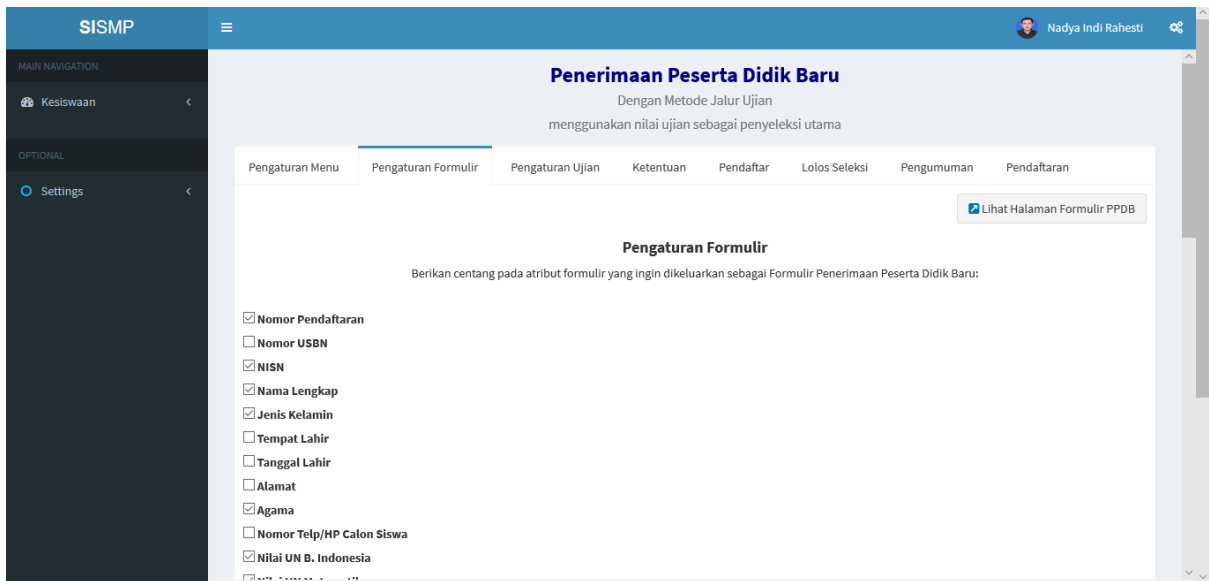 SISMP
Nadya Indi Rahesti
MAIN NAVIGATION
Kesiswaan
OPTIONAL
Settings
Penerimaan Peserta Didik Baru
Dengan Metode Jalur Ujian
menggunakan nilai ujian sebagai penyeleksi utama
Pengaturan Menu Pengaturan Formulir Pengaturan Ujian Ketentuan Pendaftar Lolos Seleksi Pengumuman Pendaftaran
Lihat Halaman Formulir PPDB
Pengaturan Formulir
Berikan centang pada atribut formulir yang ingin dikeluarkan sebagai Formulir Penerimaan Peserta Didik Baru:
Nomor Pendaftaran
Nomor USBN
NISN
Nama Lengkap
Jenis Kelamin
Tempat Lahir
Tanggal Lahir
Alamat
Agama
Nomor Telp/HP Calon Siswa
Nilai UN B. Indonesia